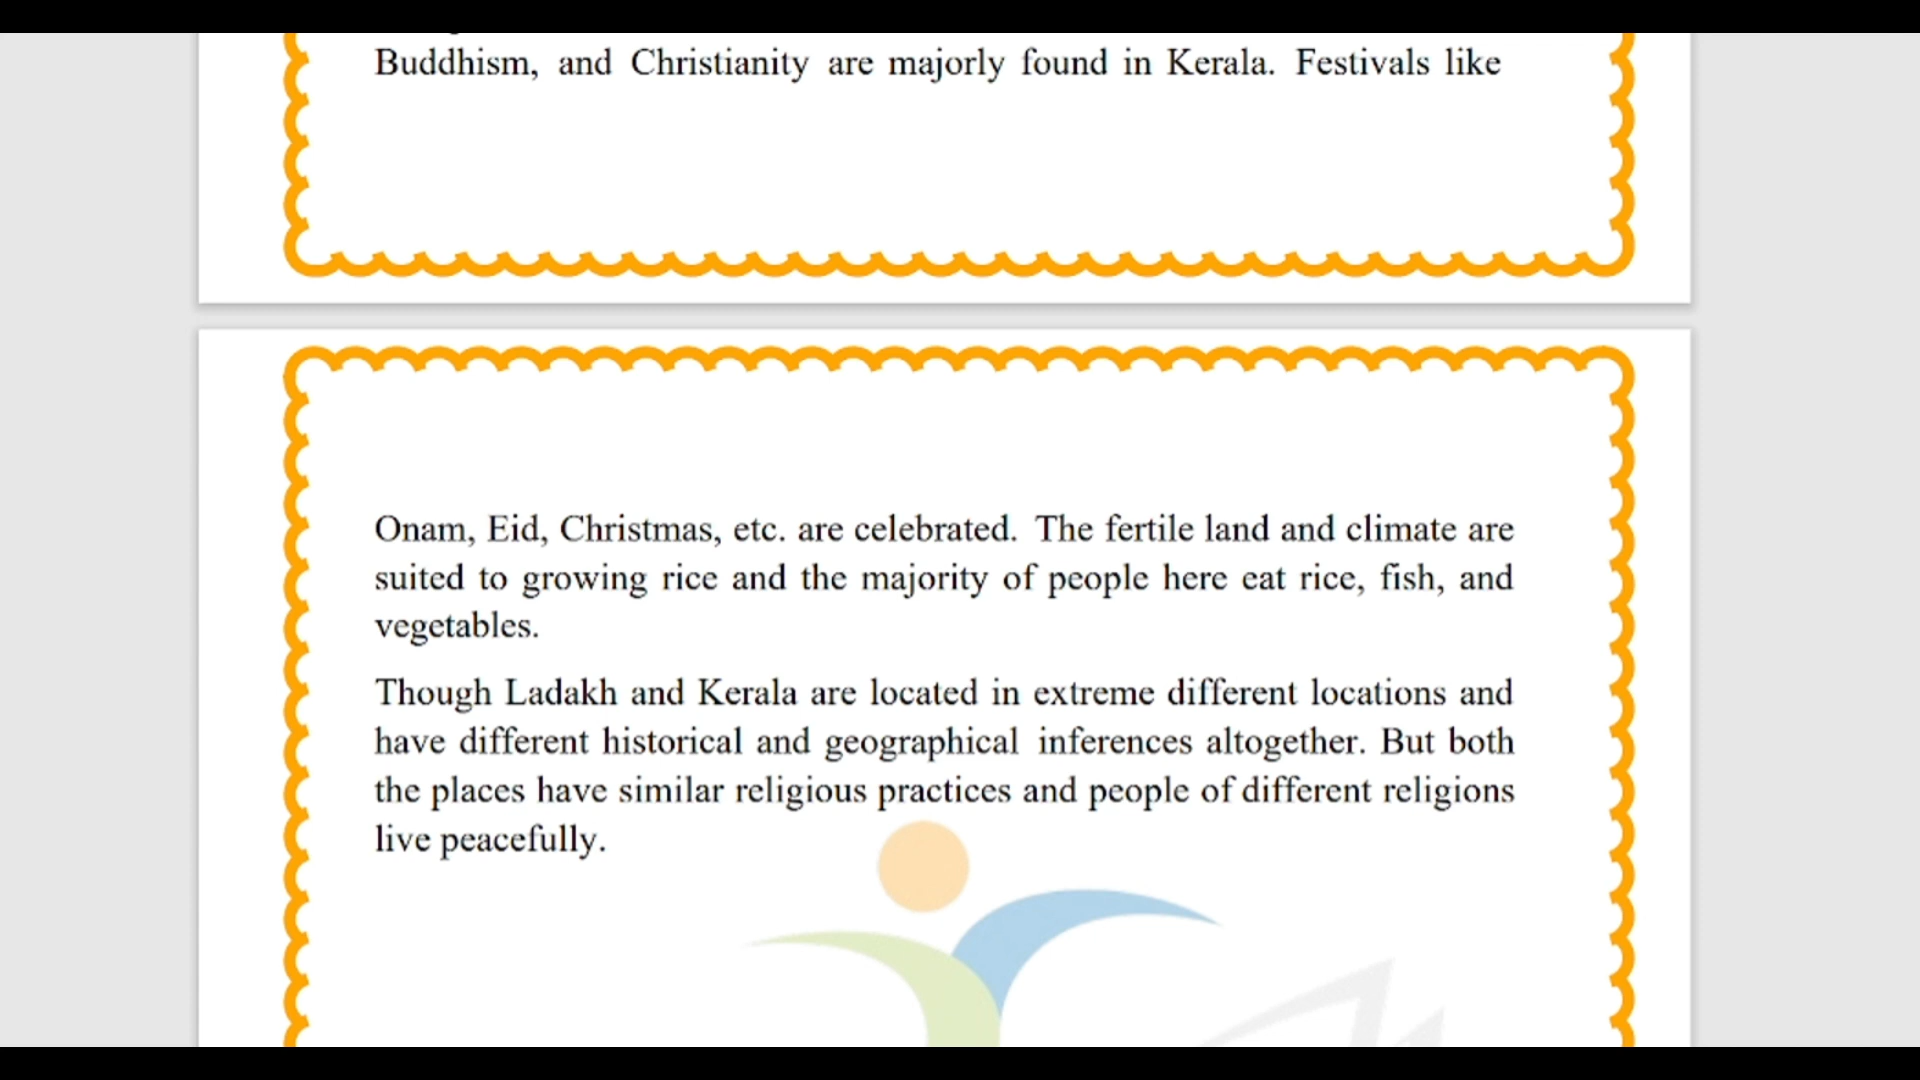 Buddhism, and Christianity are majorly found in Kerala. Festivals like
Onam, Eid, Christmas, etc. are celebrated. The fertile land and climate are
suited to growing rice and the majority of people here eat rice, fish, and
vegetables.
Though Ladakh and Kerala are located in extreme different locations and
have different historical and geographical inferences altogether. But both
the places have similar religious practices and people of different religions
live peacefully.